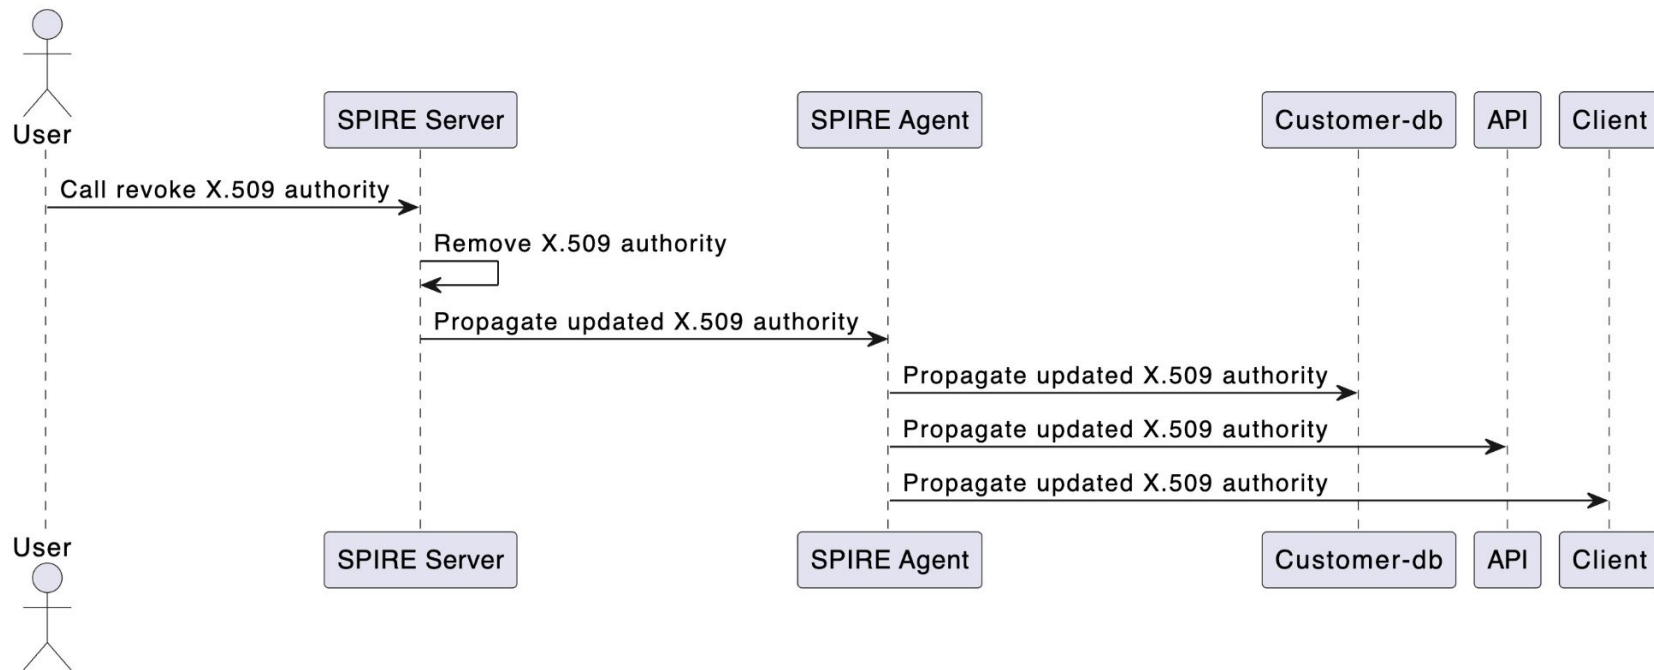 User
SPIRE Server
SPIRE Agent
Customer-db
API
Client
Call revoke X.509 authority
Remove X.509 authority
Propagate updated X.509 authority
Propagate updated X.509 authority
Propagate updated X.509 authority
Propagate updated X.509 authority
User
SPIRE Server
SPIRE Agent
Customer-db
API
Client